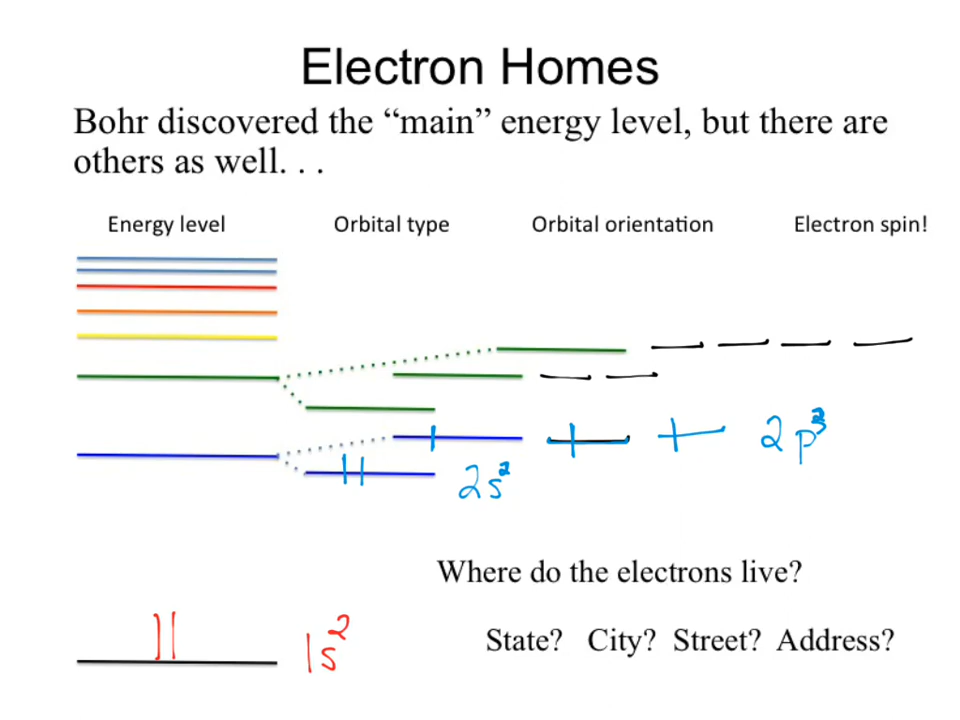 Electron Homes
Bohr discovered the “main” energy level, but there are
others as well. . .
Energy level Orbital type Orbital orientation Electron spin!
2p³
2s²
Where do the electrons live?
1s²
State? City? Street? Address?